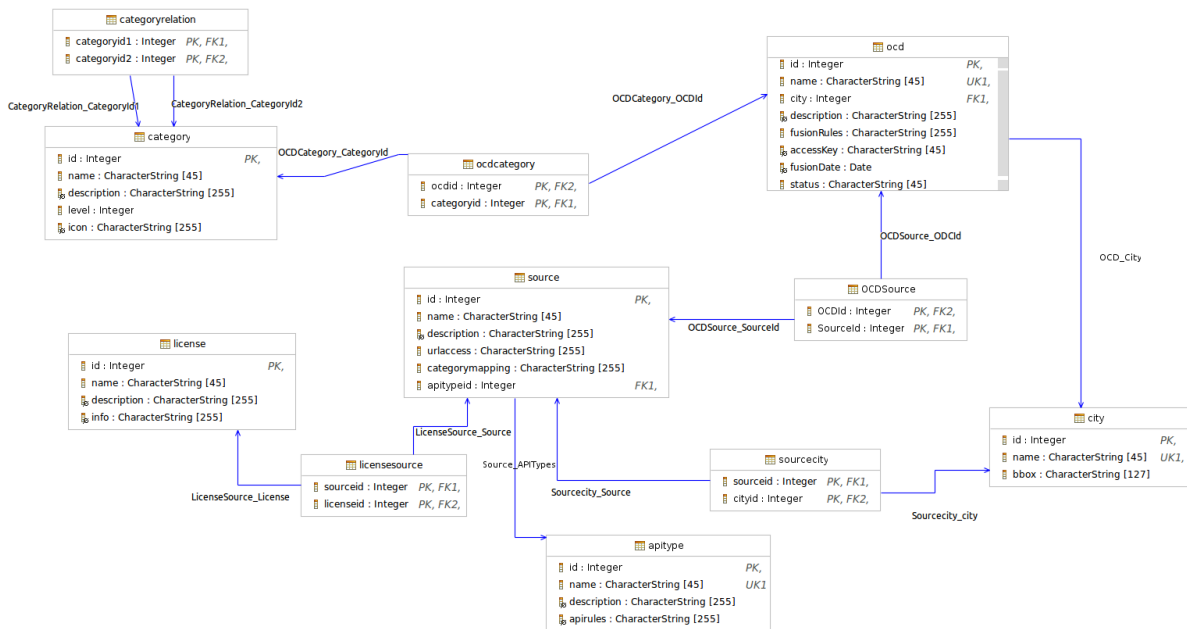 categoryrelation
categoryid1 : Integer PK, FK1,
categoryid2 : Integer PK, FK2,
CategoryRelation_CategoryId1
CategoryRelation_CategoryId2
category
id : Integer PK,
name : CharacterString [45]
description : CharacterString [255]
level : Integer
icon : CharacterString [255]
OCDCategory_CategoryId
ocdcategory
ocdid : Integer PK, FK2,
categoryid : Integer PK, FK1,
OCDCategory_OCDId
ocd
id : Integer PK,
name : CharacterString [45] UK1,
city : Integer FK1,
description : CharacterString [255]
fusionRules : CharacterString [255]
accessKey : CharacterString [45]
fusionDate : Date
status : CharacterString [45]
OCDSource_ODCId
OCD_City
source
id : Integer PK,
name : CharacterString [45]
description : CharacterString [255]
urlaccess : CharacterString [255]
categorymapping : CharacterString [255]
apitypeid : Integer FK1,
OCDSource_SourceId
OCDSource
OCDId : Integer PK, FK2,
SourceId : Integer PK, FK1,
license
id : Integer PK,
name : CharacterString [45]
description : CharacterString [255]
info : CharacterString [255]
LicenseSource_Source
LicenseSource_License
licensesource
sourceid : Integer PK, FK1,
licenseid : Integer PK, FK2,
Source_APITypes
Sourcecity_Source
sourcecity
sourceid : Integer PK, FK1,
cityid : Integer PK, FK2,
Sourcecity_city
city
id : Integer PK,
name : CharacterString [45] UK1,
bbox : CharacterString [127]
apitype
id : Integer PK,
name : CharacterString [45] UK1
description : CharacterString [255]
apirules : CharacterString [255]